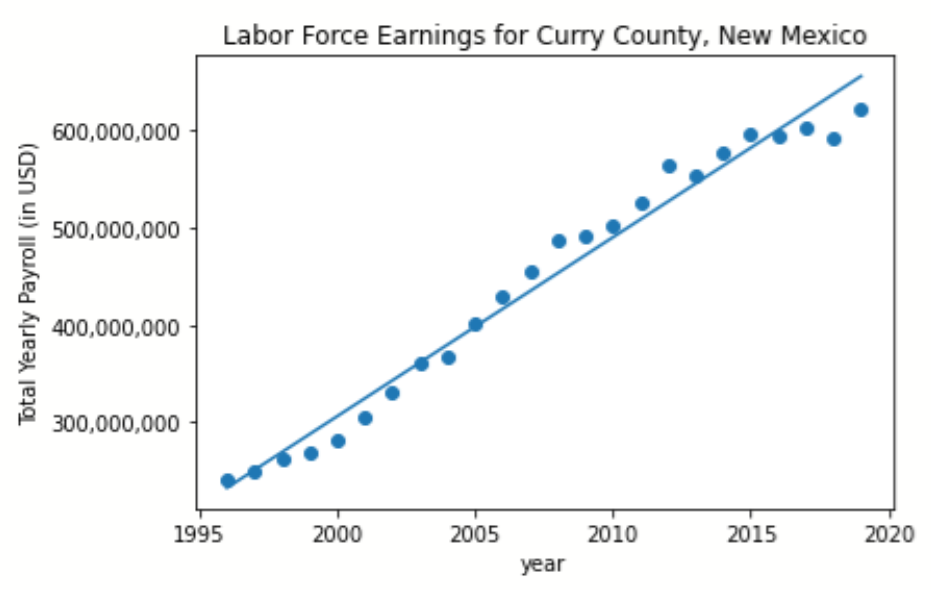 Labor Force Earnings for Curry County, New Mexico
Total Yearly Payroll (in USD)
600,000,000
500,000,000
400,000,000
300,000,000
1995 2000 2005 2010 2015 2020
year